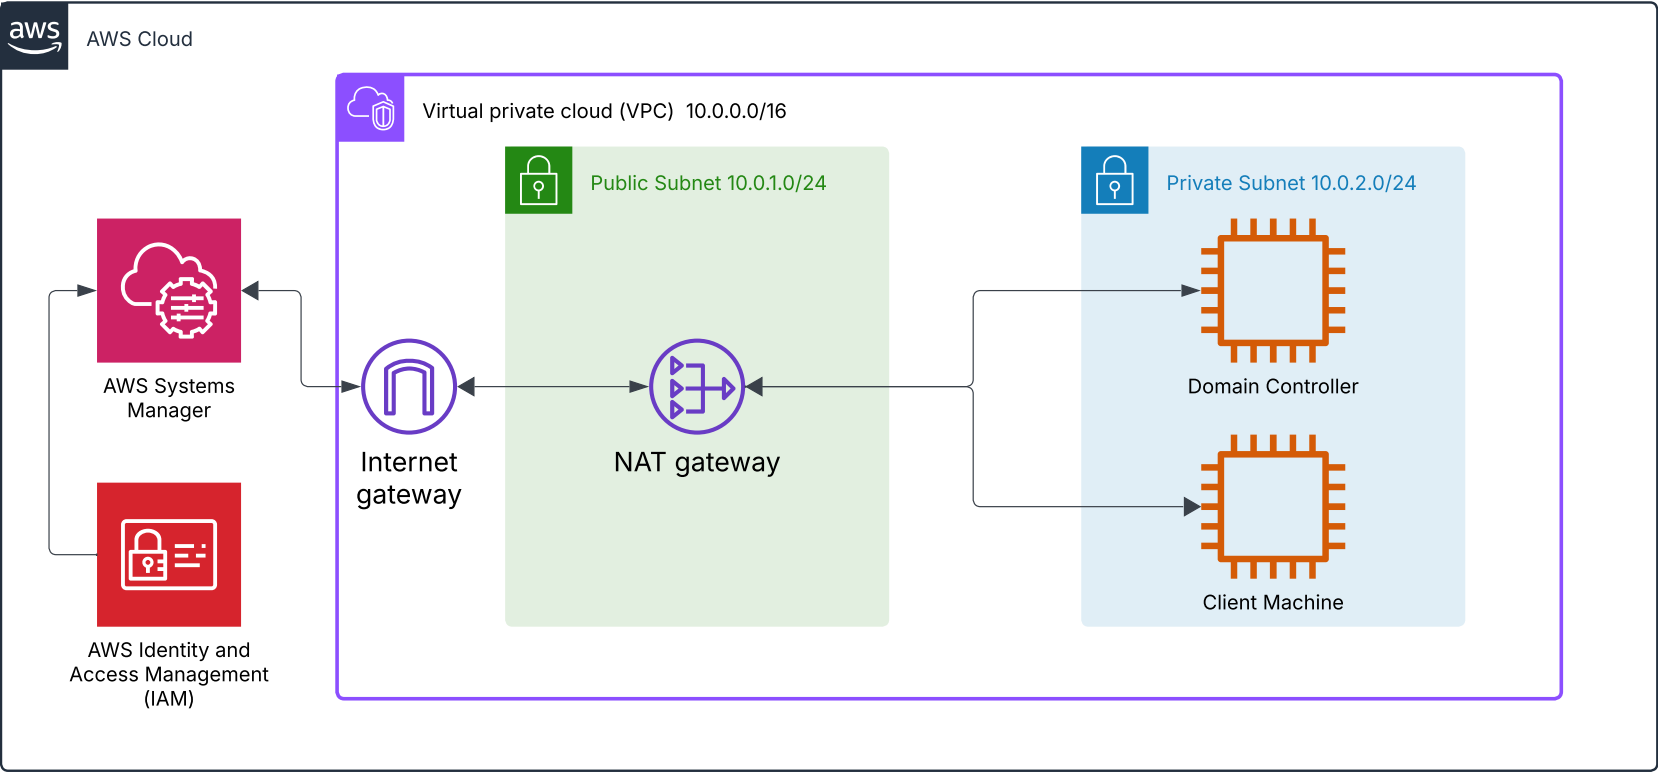 aws
AWS Cloud
Virtual private cloud (VPC) 10.0.0.0/16
Public Subnet 10.0.1.0/24
Private Subnet 10.0.2.0/24
AWS Systems
Manager
Domain Controller
Internet
gateway
NAT gateway
Client Machine
AWS Identity and
Access Management
(IAM)